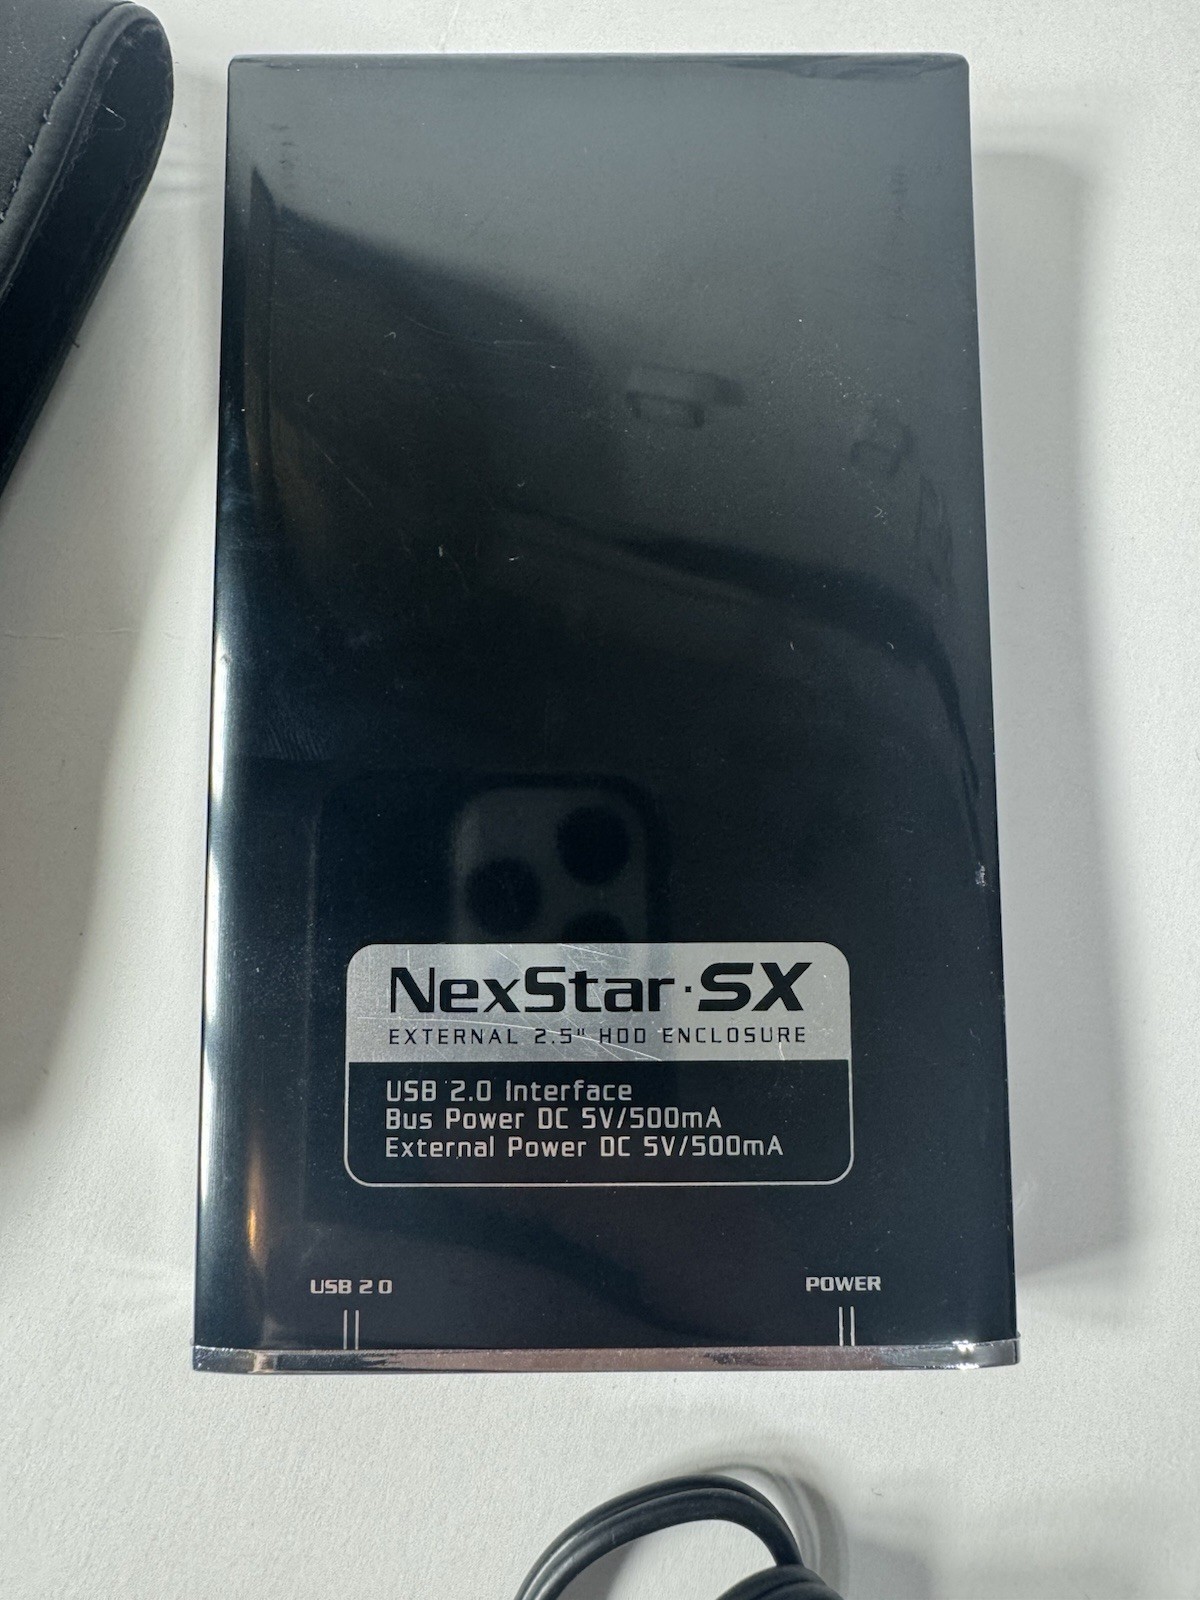 NexStar·SX
EXTERNAL 2.5" HDD ENCLOSURE
USB 2.0 Interface
Bus Power DC 5V/500mA
External Power DC 5V/500mA
USB 2.0
POWER